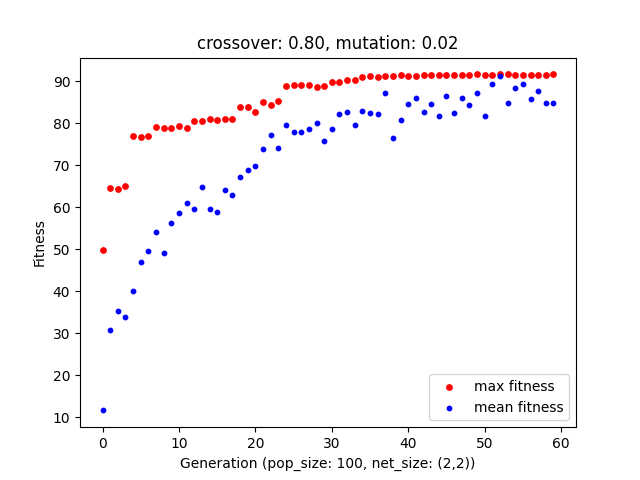 crossover: 0.80, mutation: 0.02
Fitness
90
80
70
60
50
40
30
20
10
0 10 20 30 40 50 60
Generation (pop_size: 100, net_size: (2,2))
max fitness
mean fitness